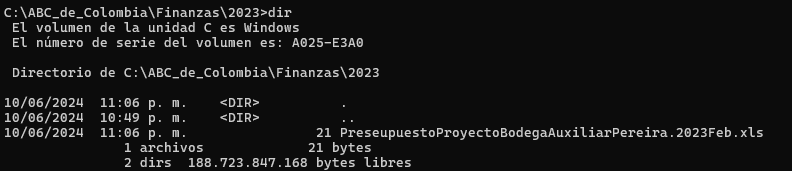 C:\ABC_de_Colombia\Finanzas\2023>dir
 El volumen de la unidad C es Windows
 El número de serie del volumen es: A025-E3A0

 Directorio de C:\ABC_de_Colombia\Finanzas\2023

10/06/2024  11:06 p. m.    <DIR>          .
10/06/2024  10:49 p. m.    <DIR>          ..
10/06/2024  11:06 p. m.                21 PreseupuestoProyectoBodegaAuxiliarPereira.2023Feb.xls
               1 archivos             21 bytes
               2 dirs  188.723.847.168 bytes libres